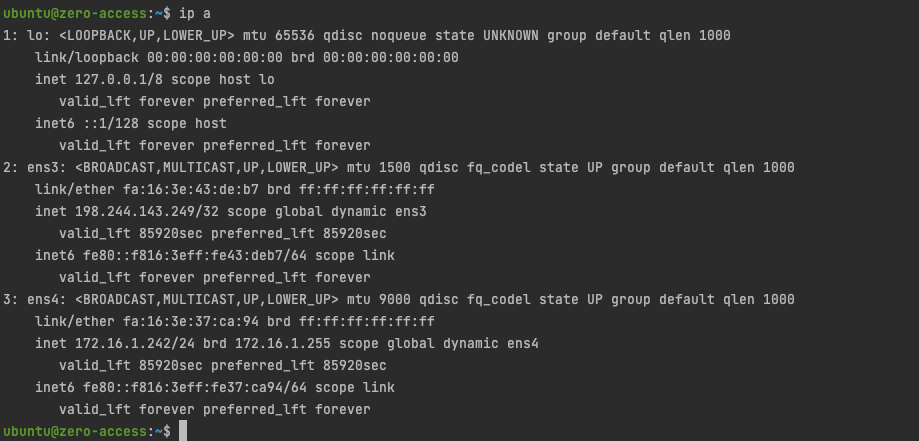 ubuntu@zero-access:~$ ip a
1: lo: <LOOPBACK,UP,LOWER_UP> mtu 65536 qdisc noqueue state UNKNOWN group default qlen 1000
    link/loopback 00:00:00:00:00:00 brd 00:00:00:00:00:00
    inet 127.0.0.1/8 scope host lo
       valid_lft forever preferred_lft forever
    inet6 ::1/128 scope host
       valid_lft forever preferred_lft forever
2: ens3: <BROADCAST,MULTICAST,UP,LOWER_UP> mtu 1500 qdisc fq_codel state UP group default qlen 1000
    link/ether fa:16:3e:43:de:b7 brd ff:ff:ff:ff:ff:ff
    inet 198.244.143.249/32 scope global dynamic ens3
       valid_lft 85920sec preferred_lft 85920sec
    inet6 fe80::f816:3eff:fe43:deb7/64 scope link
       valid_lft forever preferred_lft forever
3: ens4: <BROADCAST,MULTICAST,UP,LOWER_UP> mtu 9000 qdisc fq_codel state UP group default qlen 1000
    link/ether fa:16:3e:37:ca:94 brd ff:ff:ff:ff:ff:ff
    inet 172.16.1.242/24 brd 172.16.1.255 scope global dynamic ens4
       valid_lft 85920sec preferred_lft 85920sec
    inet6 fe80::f816:3eff:fe37:ca94/64 scope link
       valid_lft forever preferred_lft forever
ubuntu@zero-access:~$